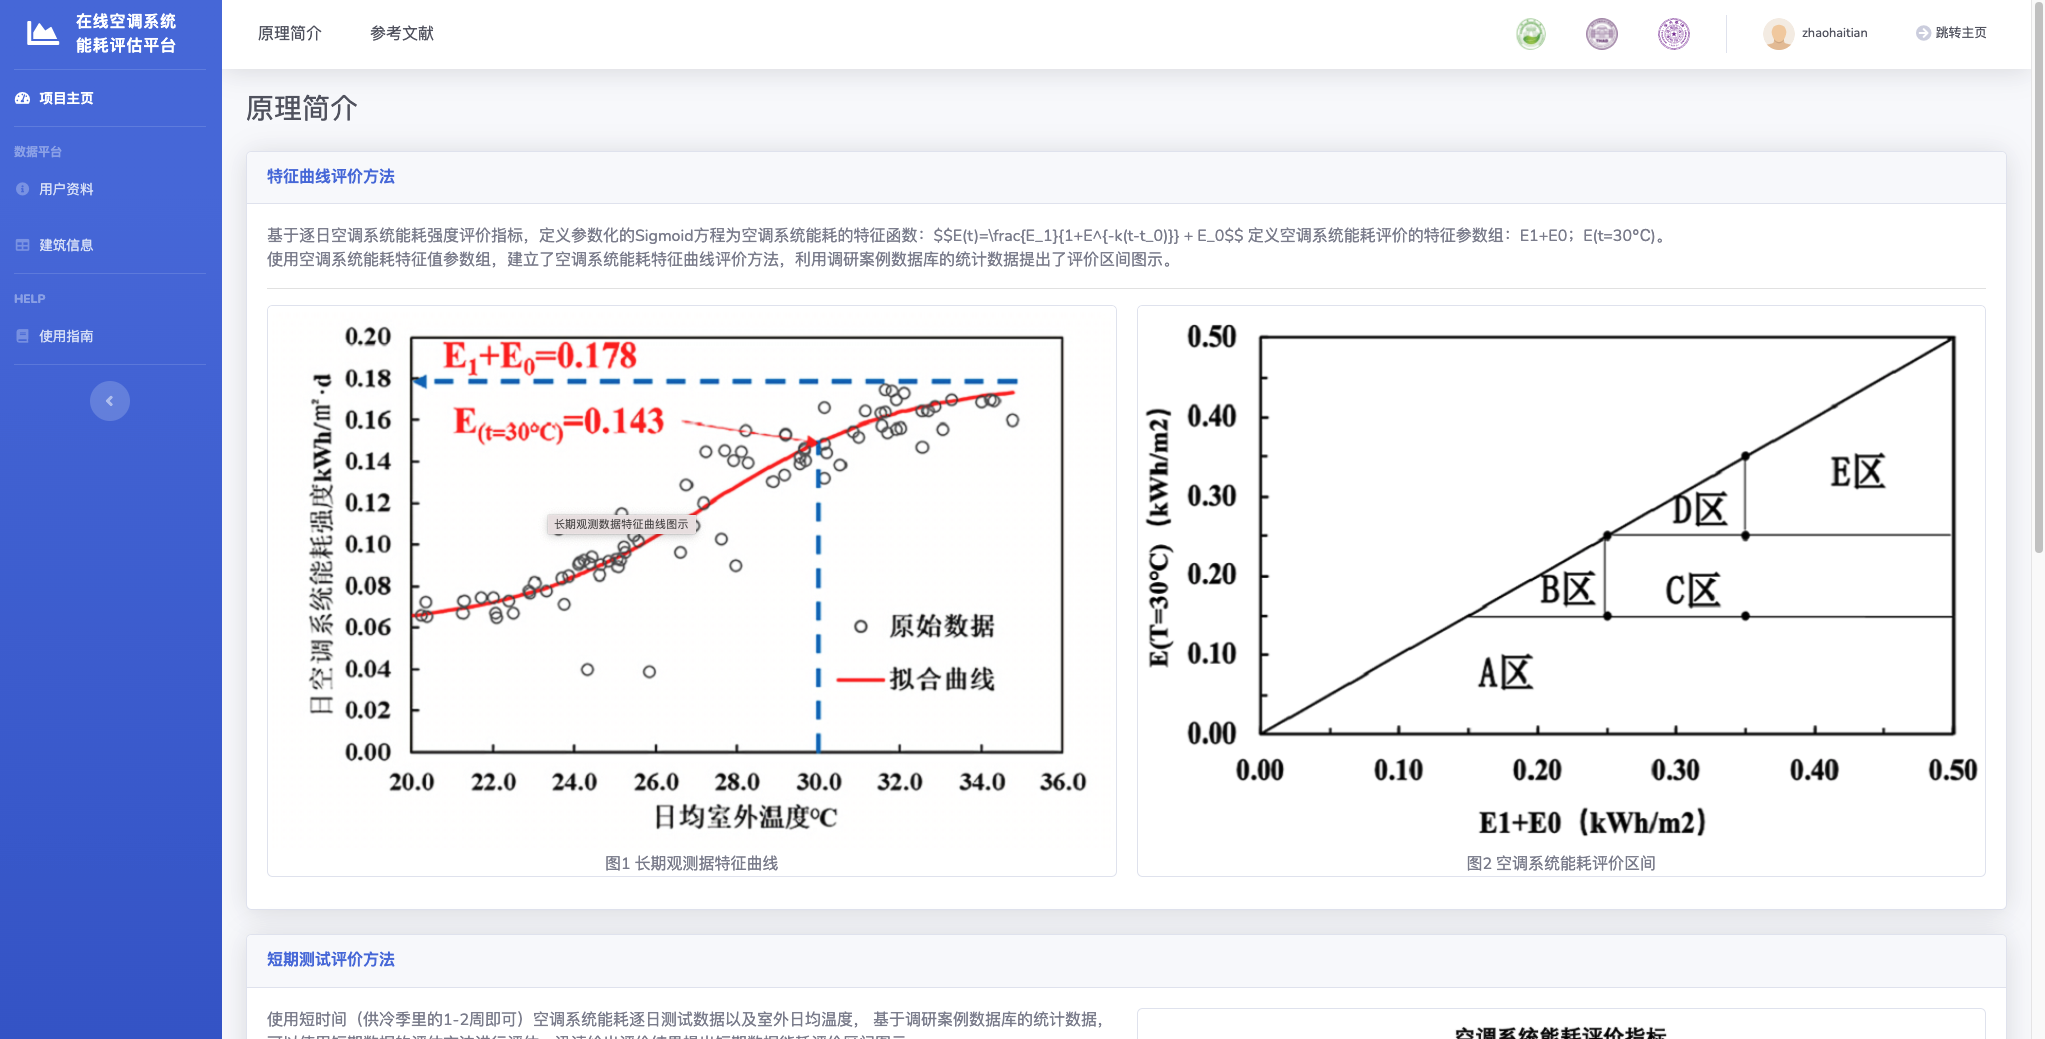 在线空调系统
能耗评估平台
原理简介
参考文献
zhaohaitian
跳转主页
项目主页
数据平台
用户资料
建筑信息
HELP
使用指南
原理简介
特征曲线评价方法
基于逐日空调系统能耗强度评价指标，定义参数化的Sigmoid方程为空调系统能耗的特征函数：$$E(t)=\frac{E_1}{1+E^{-k(t-t_0)}} + E_0$$ 定义空调系统能耗评价的特征参数组：E1+E0；E(t=30°C)。
使用空调系统能耗特征值参数组，建立了空调系统能耗特征曲线评价方法，利用调研案例数据库的统计数据提出了评价区间图示。
日空调系统能耗强度kWh/m²·d
0.20
0.18
0.16
0.14
0.12
0.10
0.08
0.06
0.04
0.02
0.00
E₁+E₀=0.178
E(t=30℃)=0.143
长期观测数据特征曲线图示
原始数据
拟合曲线
20.0 22.0 24.0 26.0 28.0 30.0 32.0 34.0 36.0
日均室外温度℃
图1 长期观测据特征曲线
E(T=30℃)（kWh/m2）
0.50
0.40
0.30
0.20
0.10
0.00
E区
D区
B区
C区
A区
0.00 0.10 0.20 0.30 0.40 0.50
E1+E0（kWh/m2）
图2 空调系统能耗评价区间
短期测试评价方法
使用短时间（供冷季里的1-2周即可）空调系统能耗逐日测试数据以及室外日均温度， 基于调研案例数据库的统计数据，
空调系统能耗评价指标